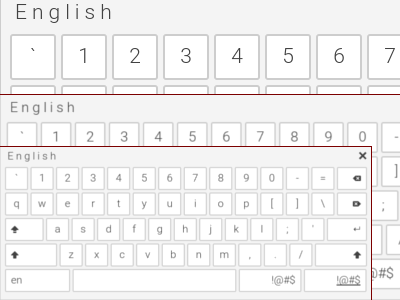 English
` 1 2 3 4 5 6 7
English
` 1 2 3 4 5 6 7 8 9 0 -
]
;
/
@#$
English ×
` 1 2 3 4 5 6 7 8 9 0 - =
q w e r t y u i o p [ ] \
a s d f g h j k l ; '
z x c v b n m , . /
en !@#$ !@#$